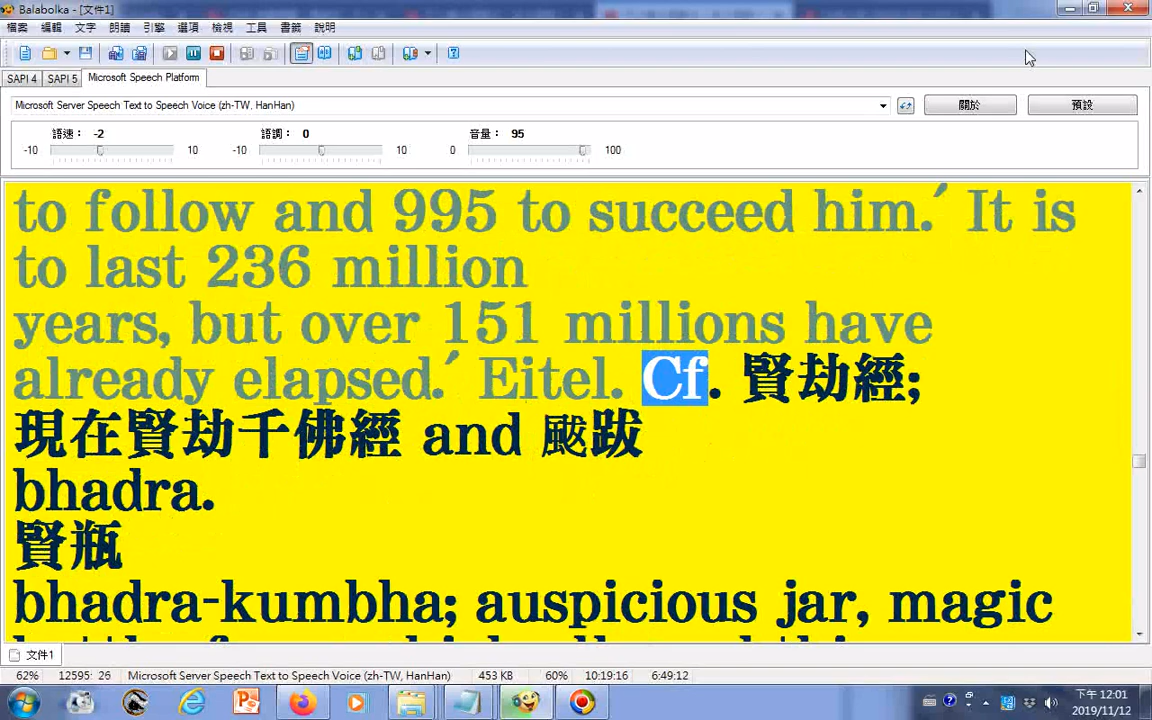 Balabolka - [文件1]
檔案 編輯 文字 朗讀 引擎 選項 檢視 工具 書籤 說明
SAPI 4 SAPI 5 Microsoft Speech Platform
Microsoft Server Speech Text to Speech Voice (zh-TW, HanHan) 關於 預設
語速： -2 語調： 0 音量： 95
-10 10 -10 10 0 100
to follow and 995 to succeed him.′ It is
to last 236 million
years, but over 151 millions have
already elapsed.′ Eitel. Cf. 賢劫經;
現在賢劫千佛經 and 颰跋
bhadra.
賢瓶
bhadra-kumbha; auspicious jar, magic
文件1
62% 12595: 26 Microsoft Server Speech Text to Speech Voice (zh-TW, HanHan) 453 KB 60% 10:19:16 6:49:12
下午 12:01
2019/11/12